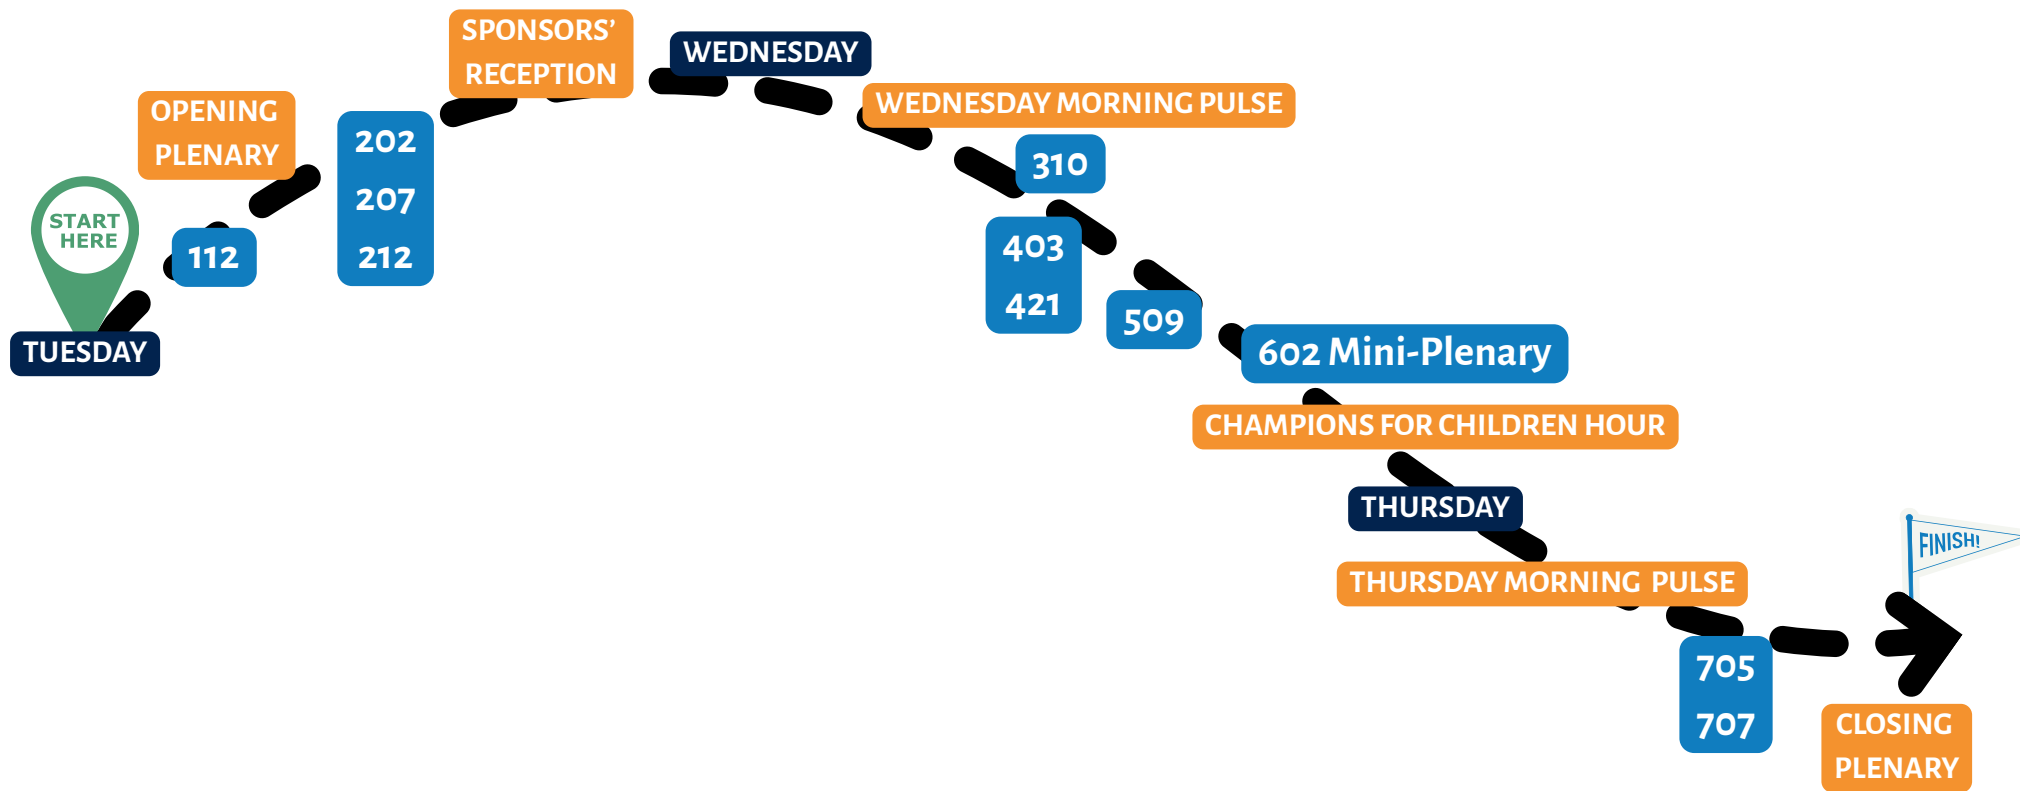 START
HERE
TUESDAY
112
OPENING
PLENARY
202
207
212
SPONSORS’
RECEPTION
WEDNESDAY
WEDNESDAY MORNING PULSE
310
403
421
509
602 Mini-Plenary
CHAMPIONS FOR CHILDREN HOUR
THURSDAY
THURSDAY MORNING PULSE
705
707
FINISH!
CLOSING
PLENARY